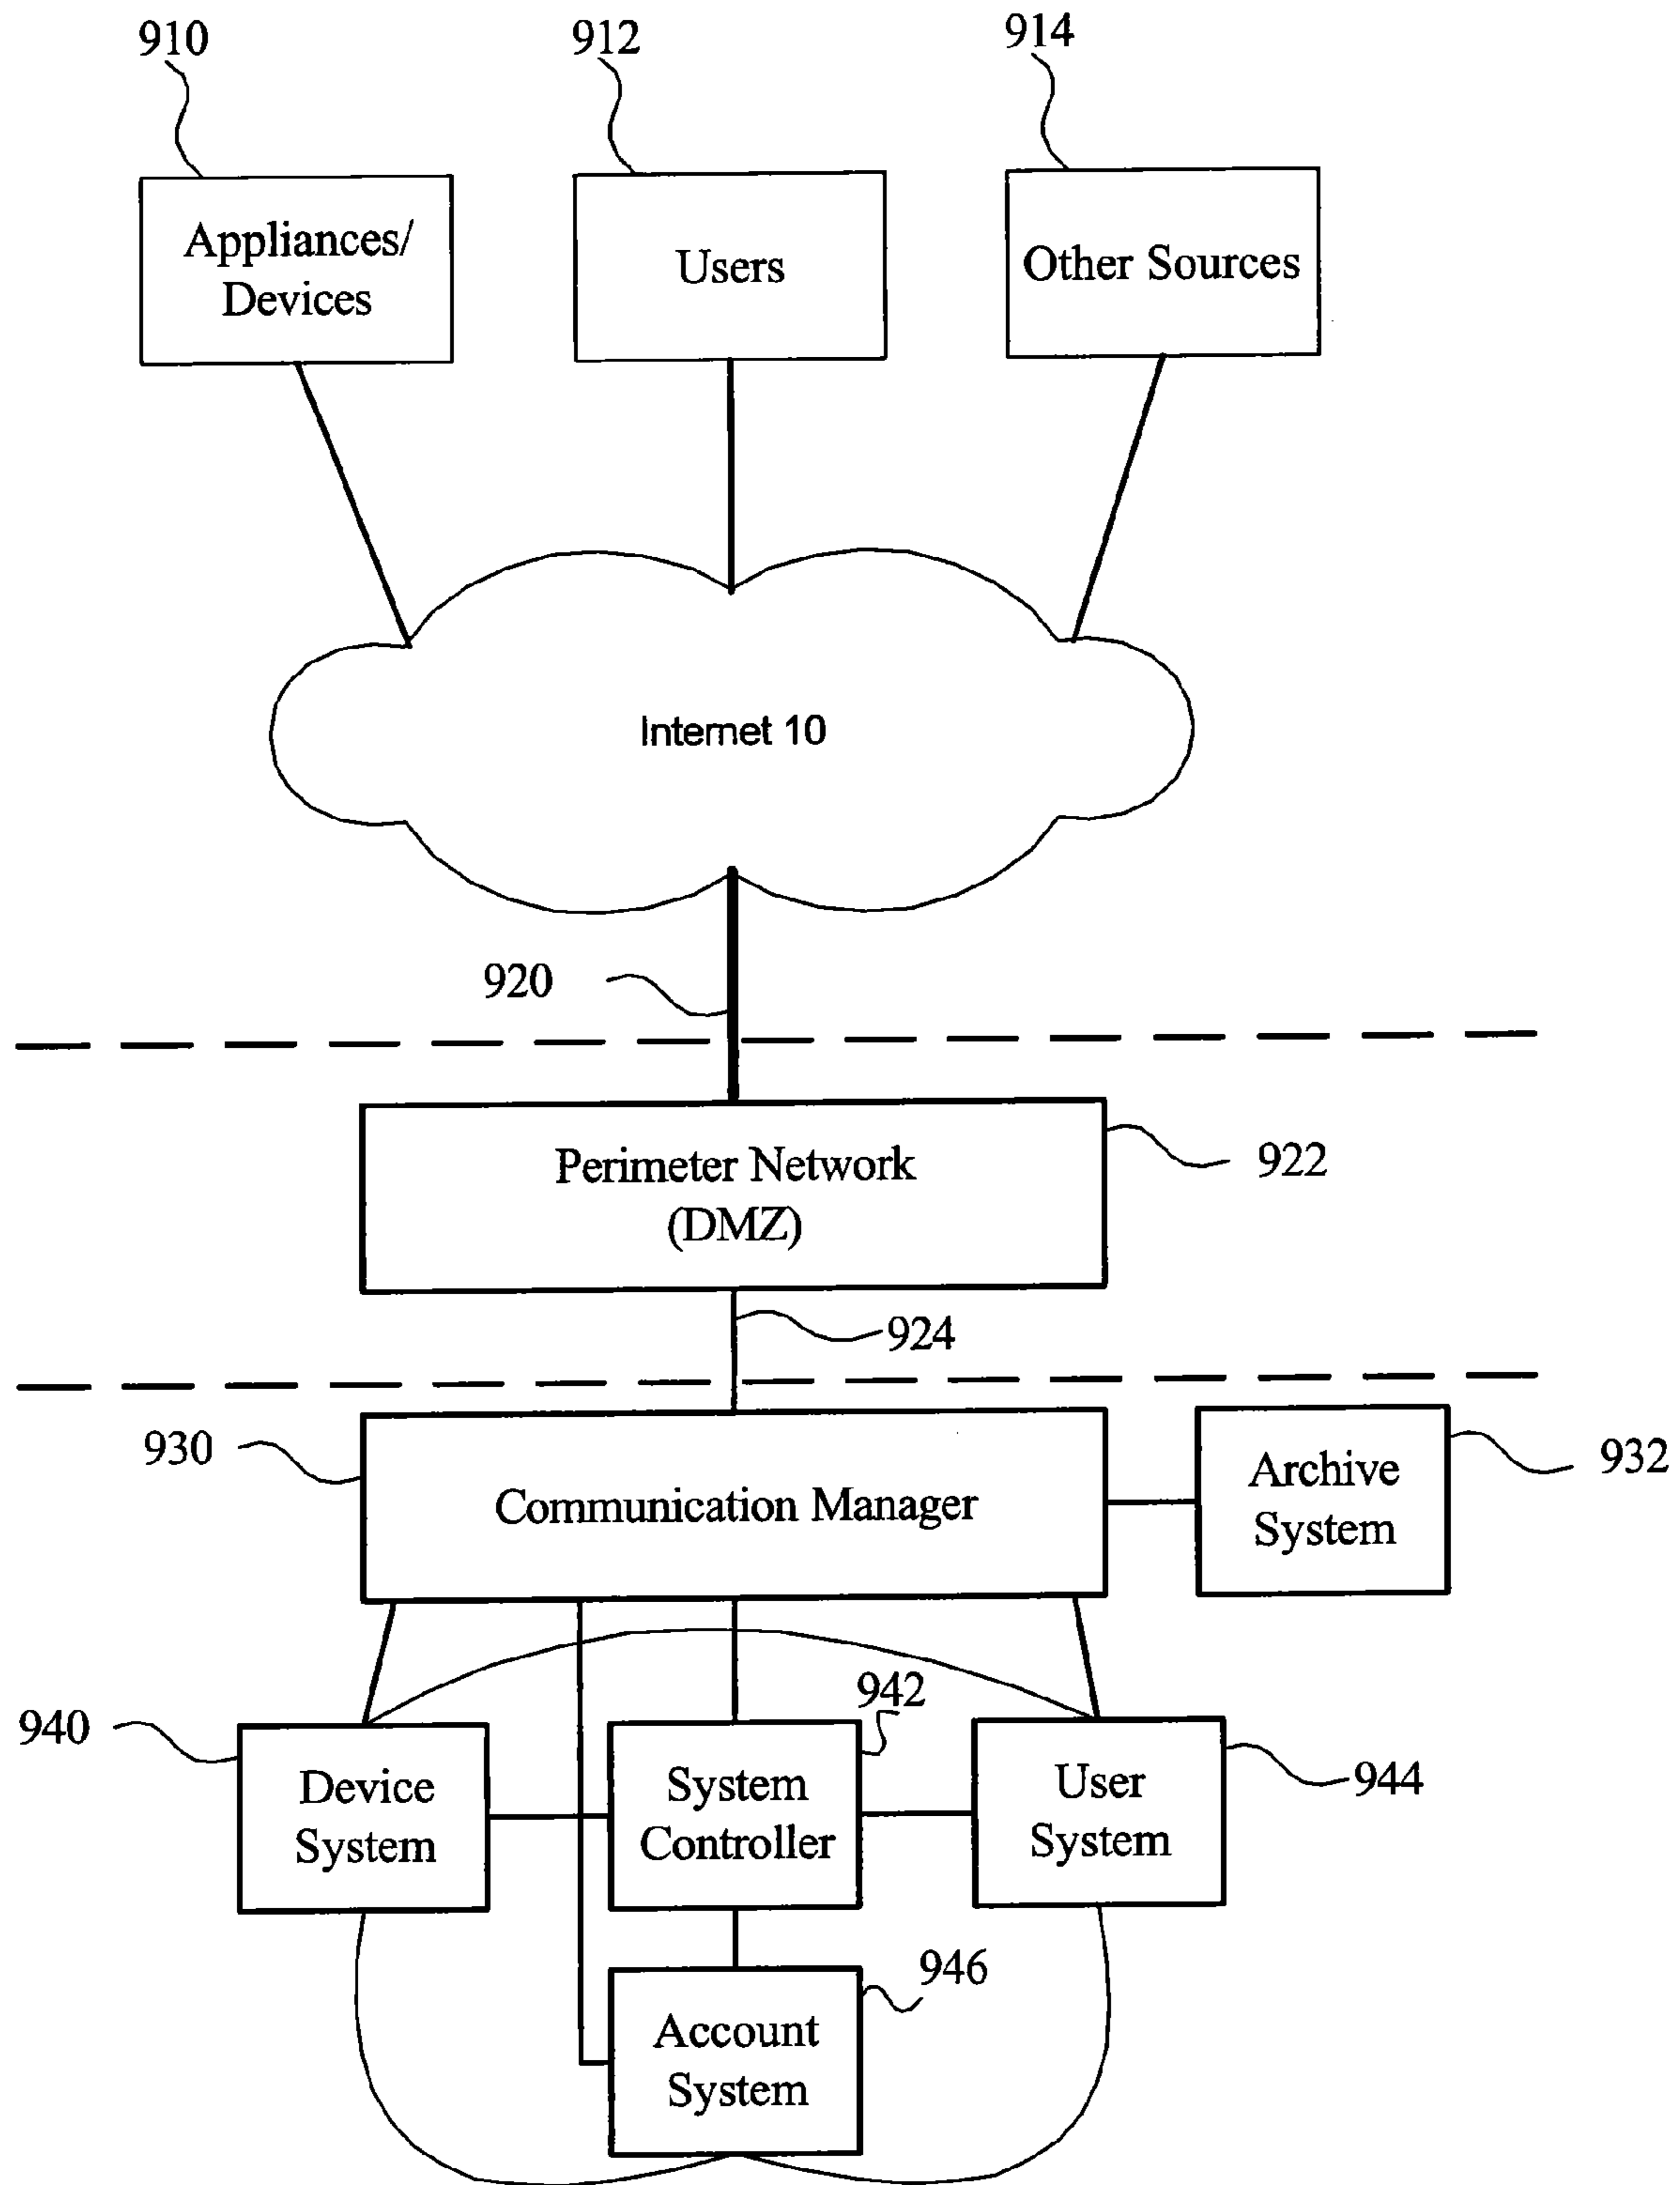 910
912
914
Appliances/
Devices
Users
Other Sources
Internet 10
920
Perimeter Network
(DMZ)
922
924
930
Communication Manager
Archive
System
932
940
Device
System
942
System
Controller
User
System
944
946
Account
System